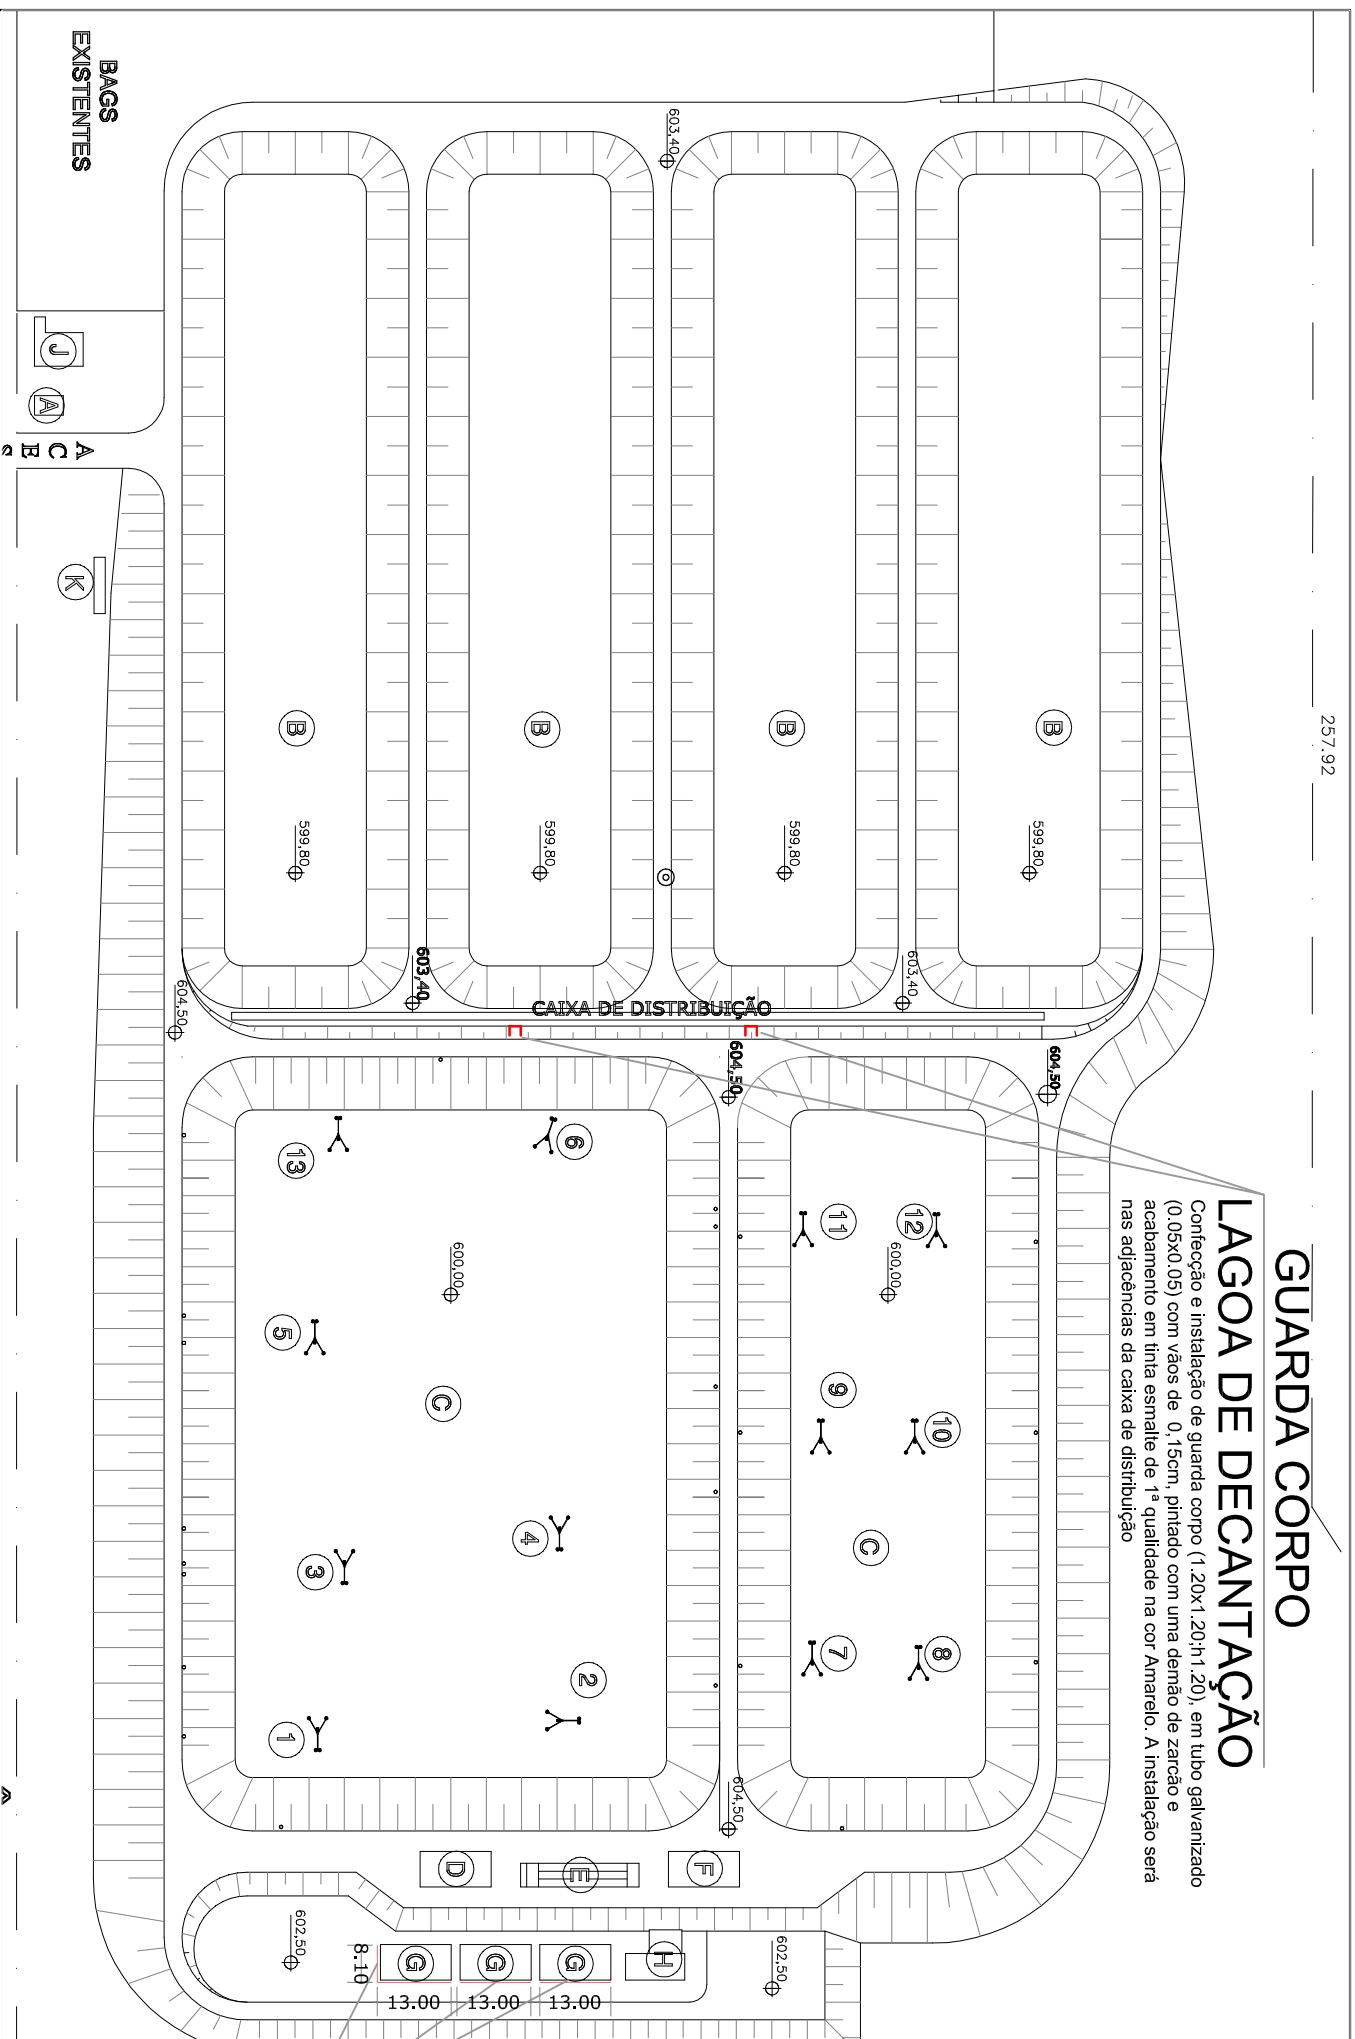 GUARDA CORPO
LAGOA DE DECANTAÇÃO
Confecção e instalação de guarda corpo (1.20x1.20;h1.20), em tubo galvanizado
(0.05x0.05) com vãos de 0,15cm, pintado com uma demão de zarcão e
acabamento em tinta esmalte de 1ª qualidade na cor Amarelo. A instalação será
nas adjacências da caixa de distribuição
257.92
BAGS
EXISTENTES
J
A
A
C
E
S
K
603,40
B
B
B
B
599,80
599,80
599,80
599,80
603,40
603,40
CAIXA DE DISTRIBUIÇÃO
604,50
604,50
604,50
13
6
11
12
600,00
600,00
5
C
9
10
4
3
C
2
1
7
8
604,50
D
E
F
602,50
602,50
G
G
G
H
8.10
13.00
13.00
13.00